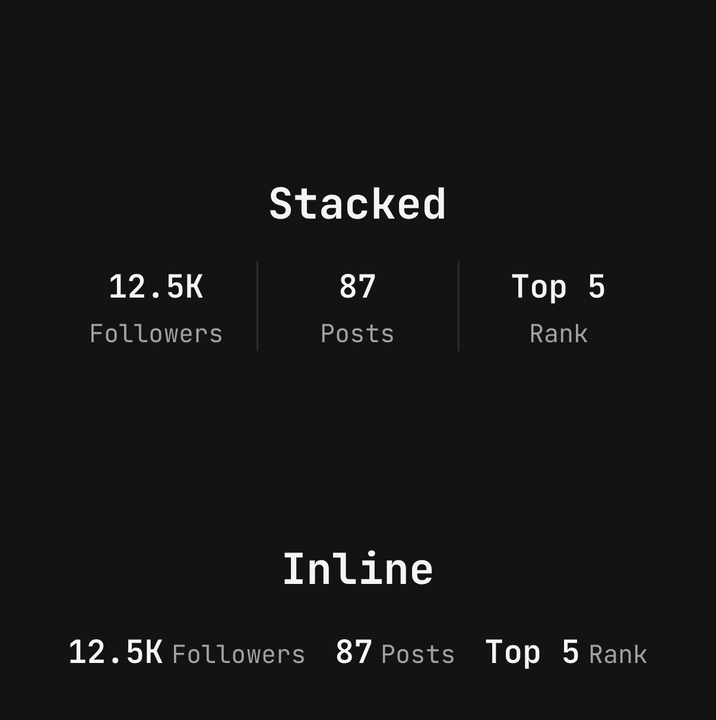 Stacked
12.5K 87 Top 5
Followers Posts Rank
Inline
12.5K Followers 87 Posts Top 5 Rank